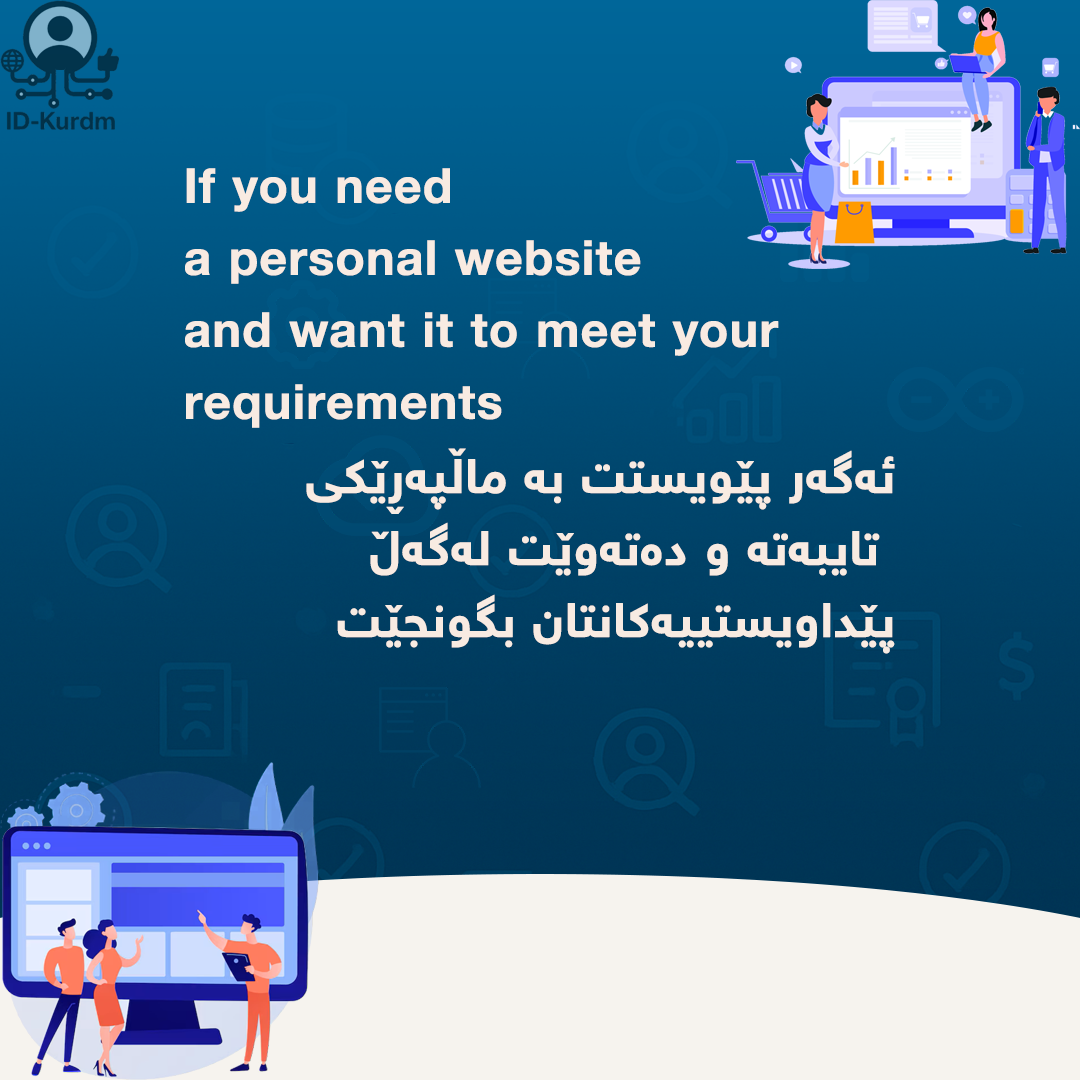 ID-Kurdm
If you need
a personal website
and want it to meet your
requirements
ئەگەر پێویستت بە ماڵپەڕێکی
تایبەتە و دەتەوێت لەگەڵ
پێداویستییەکانتان بگونجێت